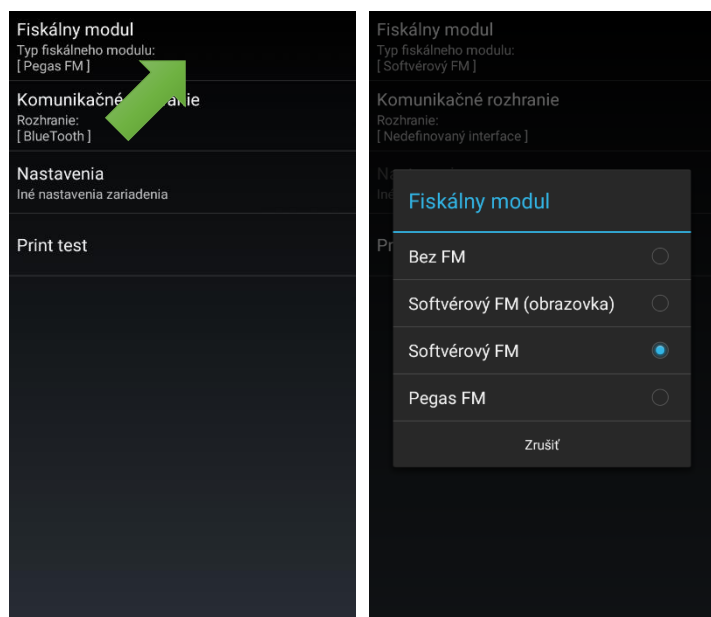 Fiskálny modul
Typ fiskálneho modulu:
[ Pegas FM ]
Komunikačné
Rozhranie:
[ BlueTooth ]
Nastavenia
Iné nastavenia zariadenia
Print test
Fiskálny modul
Typ fiskálneho modulu:
[ Softvérový FM ]
Komunikačné rozhranie
Rozhranie:
[ Nedefinovaný interface ]
Fiskálny modul
Bez FM
Softvérový FM (obrazovka)
Softvérový FM
Pegas FM
Zrušiť